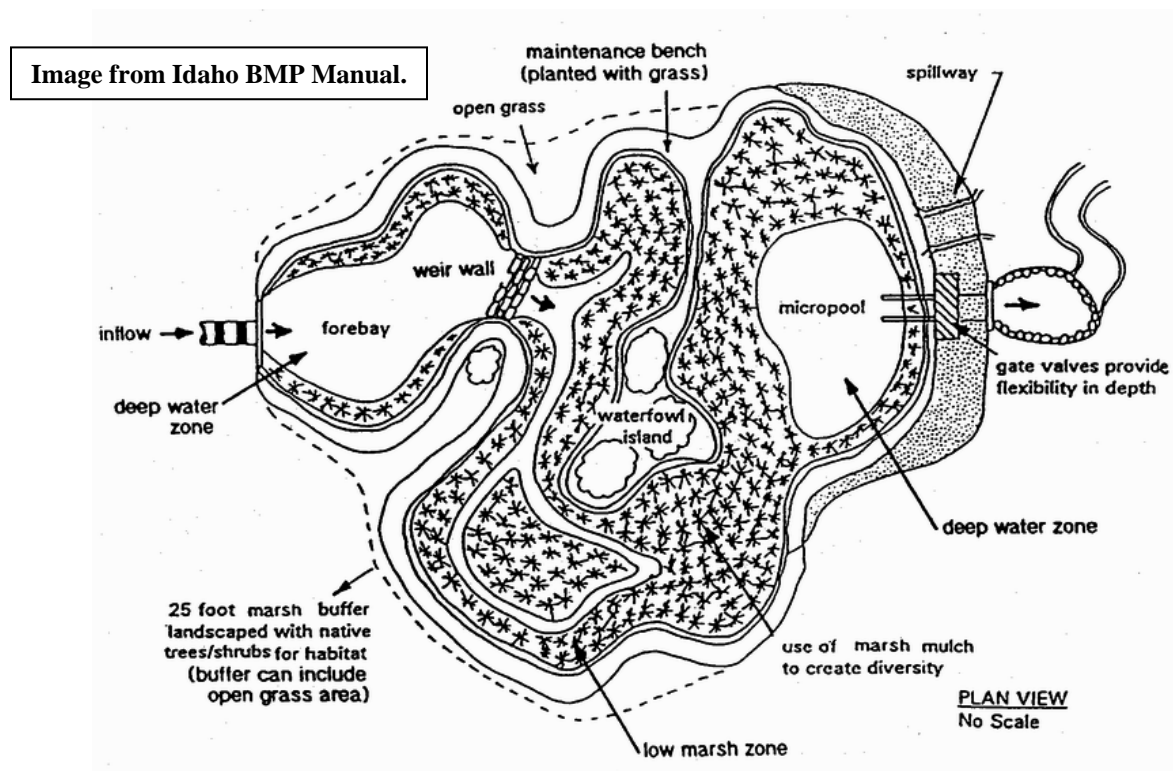 Image from Idaho BMP Manual.
maintenance bench
(planted with grass)
spillway
open grass
weir wall
inflow
forebay
micropool
gate valves provide
flexibility in depth
deep water
zone
waterfowl
island
deep water zone
25 foot marsh buffer
landscaped with native
trees/shrubs for habitat
(buffer can include
open grass area)
use of marsh mulch
to create diversity
PLAN VIEW
No Scale
low marsh zone